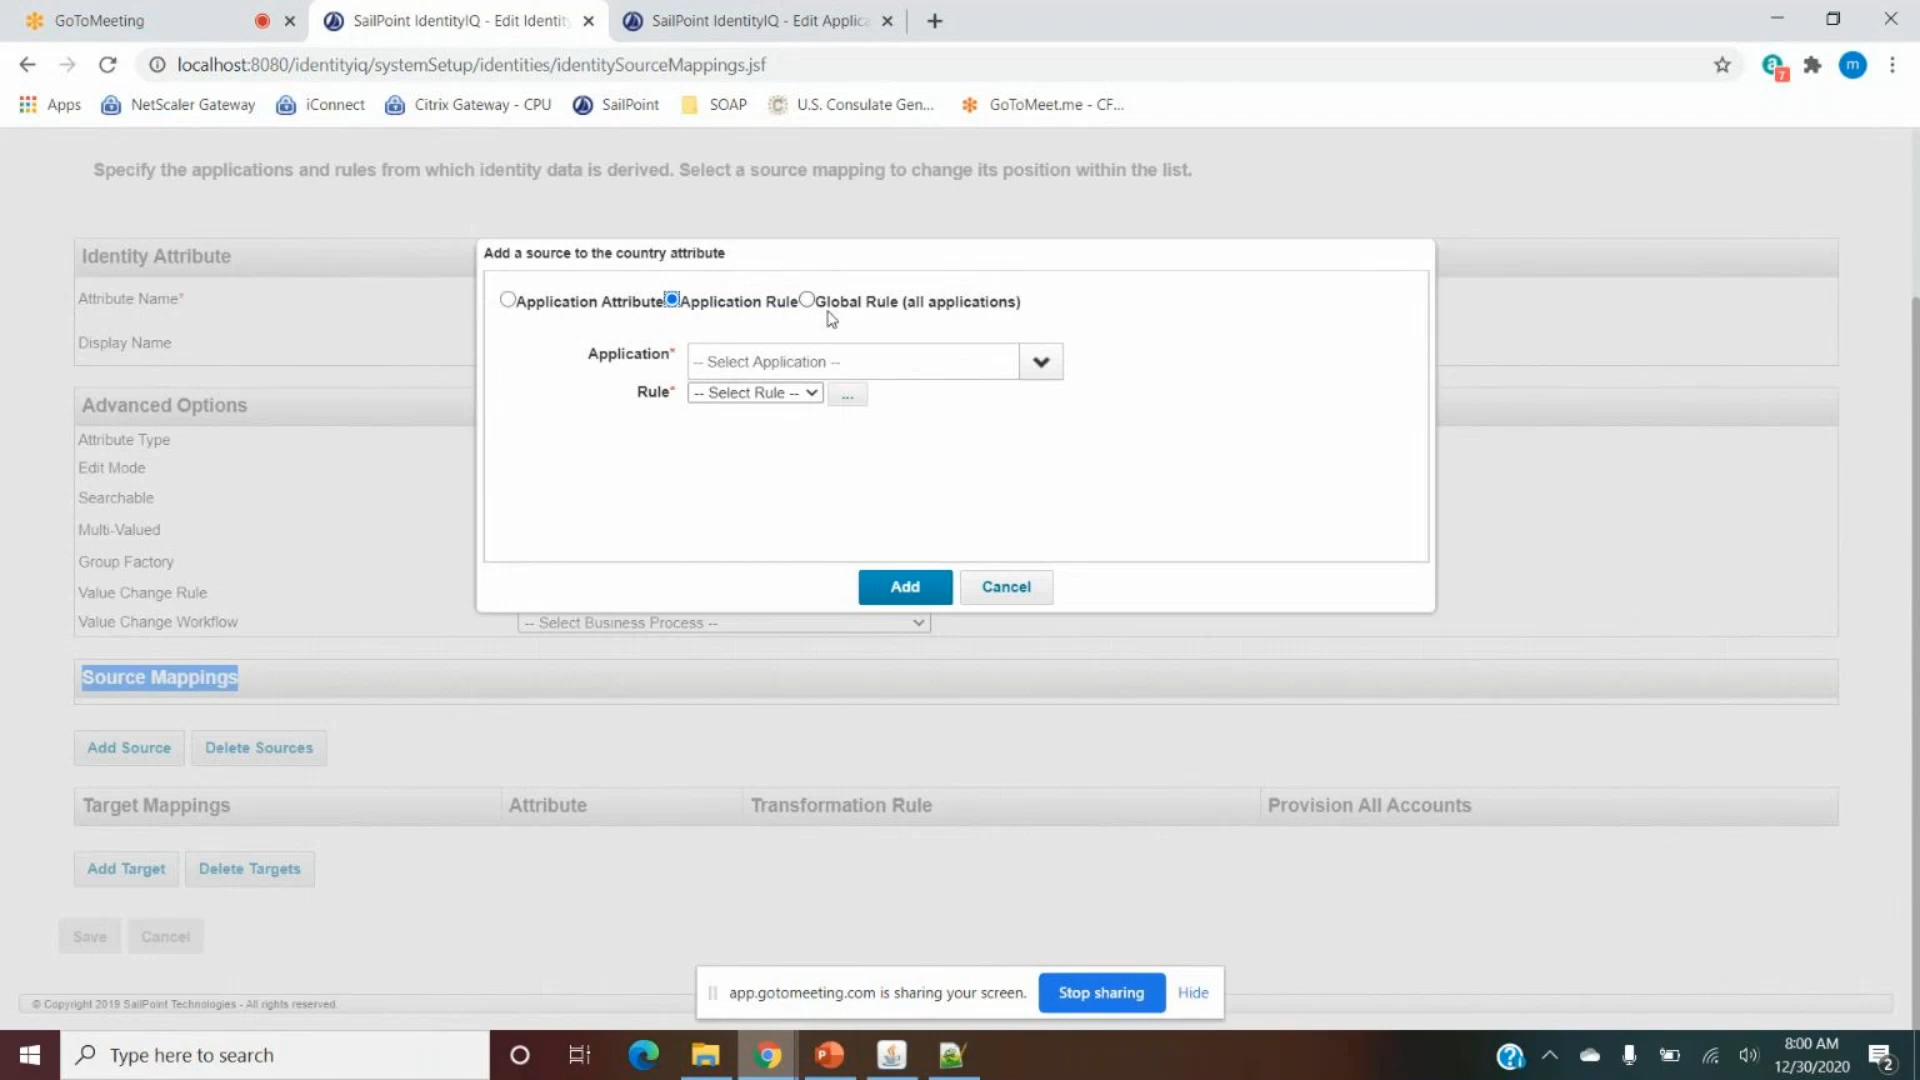 GoToMeeting
SailPoint IdentityIQ - Edit Identit
SailPoint IdentityIQ - Edit Applica
localhost:8080/identityiq/systemSetup/identities/identitySourceMappings.jsf
7
m
Apps
NetScaler Gateway
iConnect
Citrix Gateway - CPU
SailPoint
SOAP
U.S. Consulate Gen...
GoToMeet.me - CF...
Specify the applications and rules from which identity data is derived. Select a source mapping to change its position within the list.
Identity Attribute
Attribute Name*
Display Name
Add a source to the country attribute
Application Attribute Application Rule Global Rule (all applications)
Application* -- Select Application --
Rule* -- Select Rule -- ...
Add Cancel
Advanced Options
Attribute Type
Edit Mode
Searchable
Multi-Valued
Group Factory
Value Change Rule
Value Change Workflow -- Select Business Process --
Source Mappings
Add Source Delete Sources
Target Mappings Attribute Transformation Rule Provision All Accounts
Add Target Delete Targets
Save Cancel
app.gotomeeting.com is sharing your screen. Stop sharing Hide
© Copyright 2019 SailPoint Technologies - All rights reserved.
Type here to search
8:00 AM
12/30/2020
2